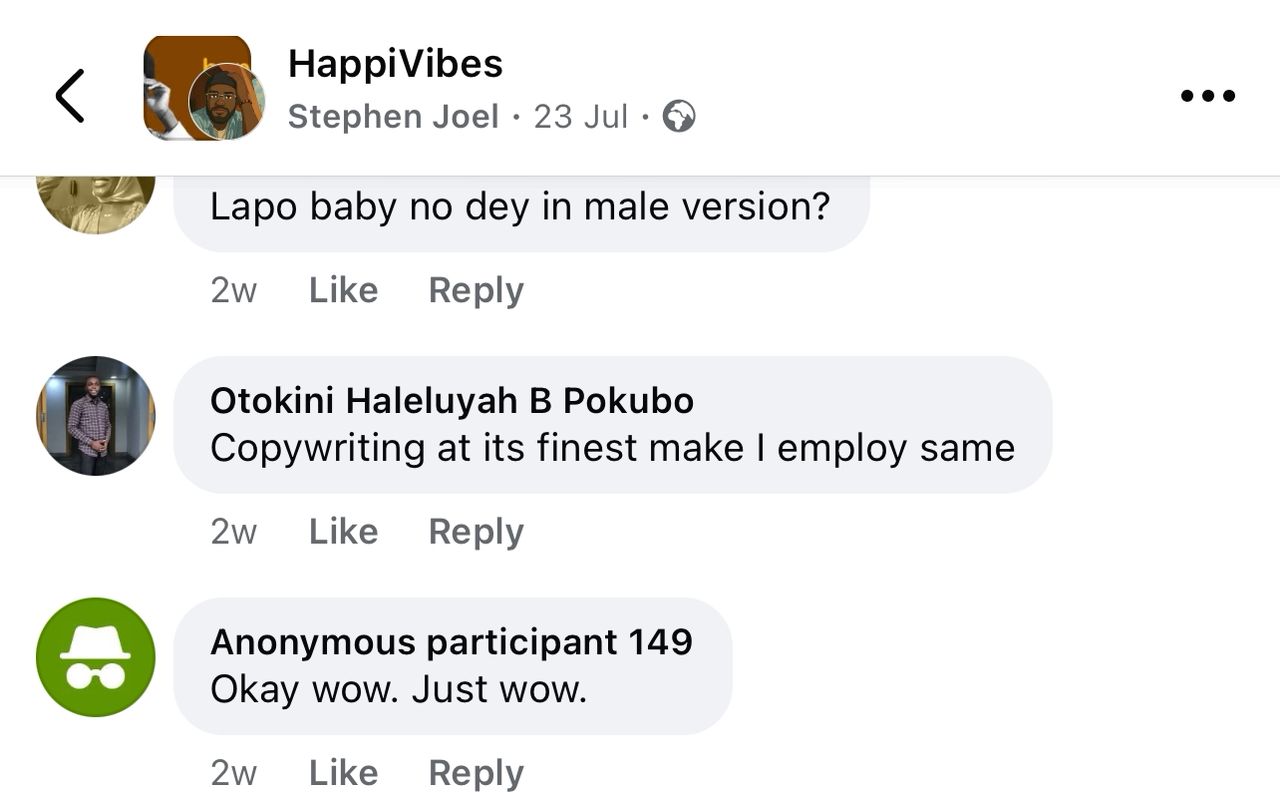 HappiVibes
Stephen Joel · 23 Jul ·
Lapo baby no dey in male version?
2w Like Reply
Otokini Haleluyah B Pokubo
Copywriting at its finest make I employ same
2w Like Reply
Anonymous participant 149
Okay wow. Just wow.
2w Like Reply